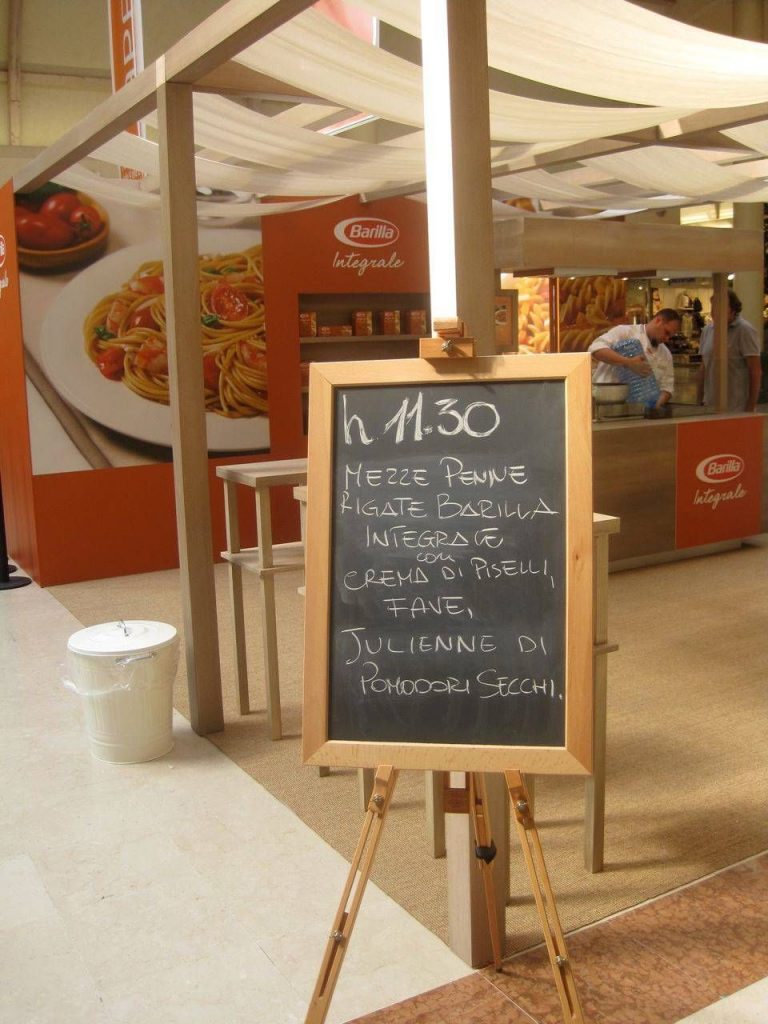 Barilla
Integrale
Barilla
Integrale
h 11.30
MEZZE PENNE
RIGATE BARILLA
INTEGRALE
CON
CREMA DI PISELLI,
FAVE,
JULIENNE DI
POMODORI SECCHI.